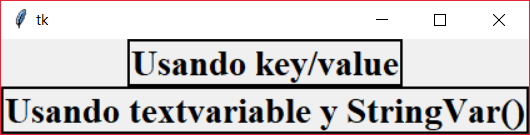 tk
Usando key/value
Usando textvariable y StringVar()